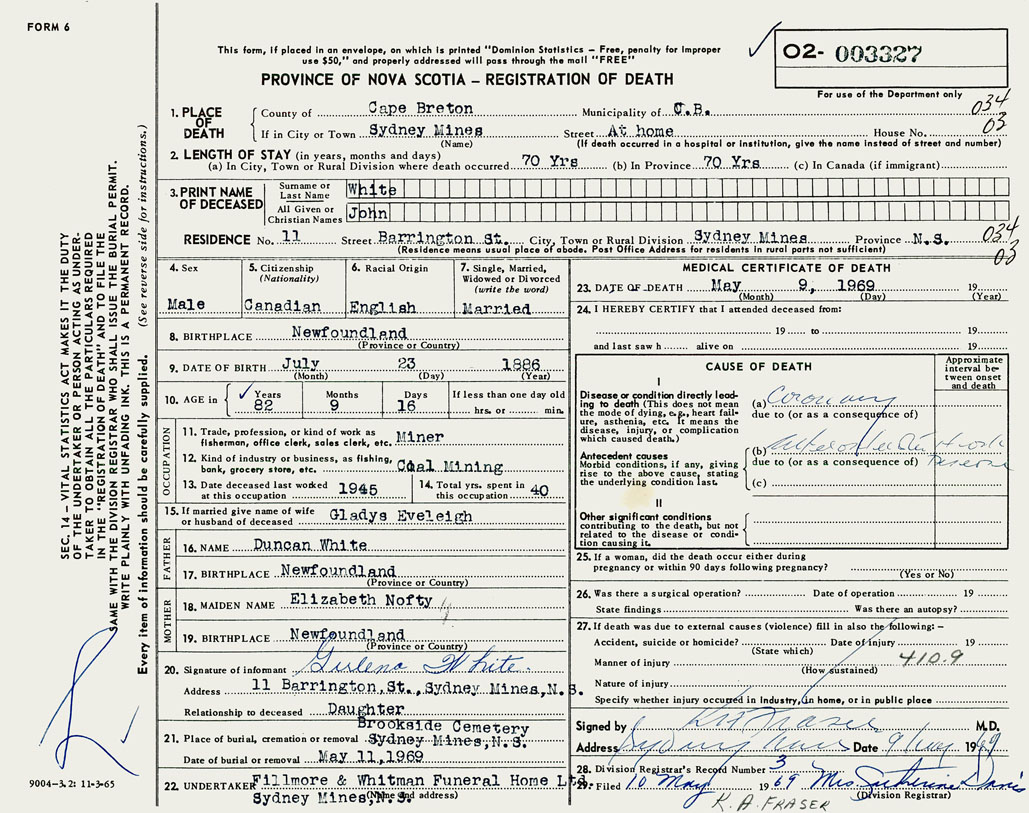 FORM 6
This form, if placed in an envelope, on which is printed "Dominion Statistics – Free, penalty for improper
use $50," and properly addressed will pass through the mail "FREE"
PROVINCE OF NOVA SCOTIA – REGISTRATION OF DEATH
O2- 003327
For use of the Department only
1. PLACE OF DEATH
County of Cape Breton Municipality of C.B. 034
If in City or Town Sydney Mines Street At home House No. 03
(Name) (If death occurred in a hospital or institution, give the name instead of street and number)
2. LENGTH OF STAY (in years, months and days)
(a) In City, Town or Rural Division where death occurred 70 Yrs (b) In Province 70 Yrs (c) In Canada (if immigrant)
3. PRINT NAME OF DECEASED
Surname or Last Name White
All Given or Christian Names John
RESIDENCE No. 11 Street Barrington St. City, Town or Rural Division Sydney Mines Province N.S. 034
(Residence means usual place of abode. Post Office Address for residents in rural parts not sufficient) 03
4. Sex Male
5. Citizenship (Nationality) Canadian
6. Racial Origin English
7. Single, Married, Widowed or Divorced (write the word) Married
8. BIRTHPLACE Newfoundland
(Province or Country)
9. DATE OF BIRTH July 23 1886
(Month) (Day) (Year)
10. AGE in Years 82 Months 9 Days 16 If less than one day old hrs. or min.
OCCUPATION
11. Trade, profession, or kind of work as fisherman, office clerk, sales clerk, etc. Miner
12. Kind of industry or business, as fishing, bank, grocery store, etc. Coal Mining
13. Date deceased last worked at this occupation 1945
14. Total yrs. spent in this occupation 40
15. If married give name of wife or husband of deceased Gladys Eveleigh
FATHER
16. NAME Duncan White
17. BIRTHPLACE Newfoundland
(Province or Country)
MOTHER
18. MAIDEN NAME Elizabeth Nofty
19. BIRTHPLACE Newfoundland
(Province or Country)
20. Signature of informant White
Address 11 Barrington, St., Sydney Mines, N.S.
Relationship to deceased Daughter
Brookside Cemetery
21. Place of burial, cremation or removal Sydney Mines, N.S.
Date of burial or removal May 11, 1969
22. UNDERTAKER Fillmore & Whitman Funeral Home Ltd.
Sydney Mines, N.S.
(Name and address)
MEDICAL CERTIFICATE OF DEATH
23. DATE OF DEATH May 9, 1969 19
(Month) (Day) (Year)
24. I HEREBY CERTIFY that I attended deceased from:
19 to 19
and last saw h alive on 19
CAUSE OF DEATH
Approximate interval between onset and death
I
Disease or condition directly leading to death (This does not mean the mode of dying, e.g., heart failure, asthenia, etc. It means the disease, injury, or complication which caused death.)
(a) Coronary
due to (or as a consequence of)
Antecedent causes
Morbid conditions, if any, giving rise to the above cause, stating the underlying condition last.
(b)
due to (or as a consequence of)
(c)
II
Other significant conditions contributing to the death, but not related to the disease or condition causing it.
25. If a woman, did the death occur either during
pregnancy or within 90 days following pregnancy?
(Yes or No)
26. Was there a surgical operation? Date of operation 19
State findings Was there an autopsy?
27. If death was due to external causes (violence) fill in also the following: –
Accident, suicide or homicide? Date of injury 19
(State which)
Manner of injury 410.9
(How sustained)
Nature of injury
Specify whether injury occurred in industry, in home, or in public place
Signed by Fraser M.D.
Address Sydney Mines Date 9 May 1969
28. Division Registrar's Record Number 3
29. Filed 10 May 1969 Mrs Davis
(Division Registrar)
K. A. FRASER
SEC. 14 – VITAL STATISTICS ACT MAKES IT THE DUTY
OF THE UNDERTAKER OR PERSON ACTING AS UNDER-
TAKER TO OBTAIN ALL THE PARTICULARS REQUIRED
IN THE "REGISTRATION OF DEATH" AND TO FILE THE
SAME WITH THE DIVISION REGISTRAR WHO SHALL ISSUE THE BURIAL PERMIT.
WRITE PLAINLY WITH UNFADING INK. THIS IS A PERMANENT RECORD.
Every item of information should be carefully supplied. (See reverse side for instructions.)
9004–3.2: 11-3-65